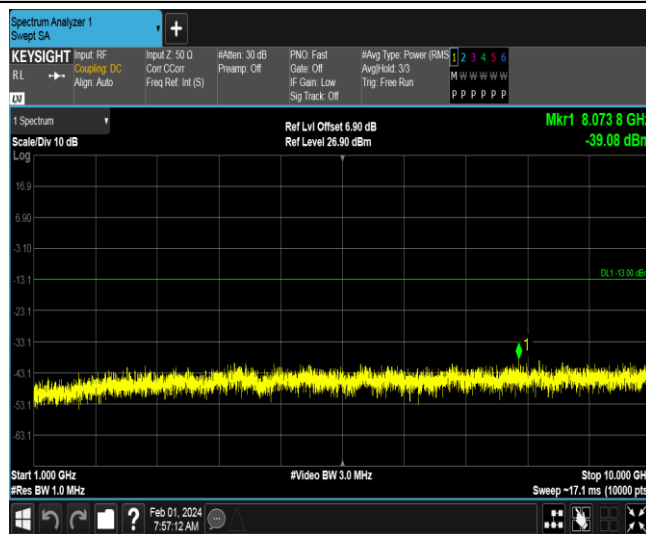 Spectrum Analyzer 1
Swept SA
+
KEYSIGHT
RL
LXI
Input: RF
Coupling: DC
Align: Auto
Input Z: 50 Ω
Corr CCorr
Freq Ref: Int (S)
#Atten: 30 dB
Preamp: Off
PNO: Fast
Gate: Off
IF Gain: Low
Sig Track: Off
#Avg Type: Power (RMS
Avg|Hold: 3/3
Trig: Free Run
1 2 3 4 5 6
M W W W W W
P P P P P P
1 Spectrum
Scale/Div 10 dB
Log
Ref Lvl Offset 6.90 dB
Ref Level 26.90 dBm
Mkr1 8.073 8 GHz
-39.08 dBm
16.9
6.90
-3.10
-13.1
DL1 -13.00 dBm
-23.1
-33.1
1
-43.1
-53.1
-63.1
Start 1.000 GHz
#Res BW 1.0 MHz
#Video BW 3.0 MHz
Stop 10.000 GHz
Sweep ~17.1 ms (10000 pts
?
Feb 01, 2024
7:57:12 AM